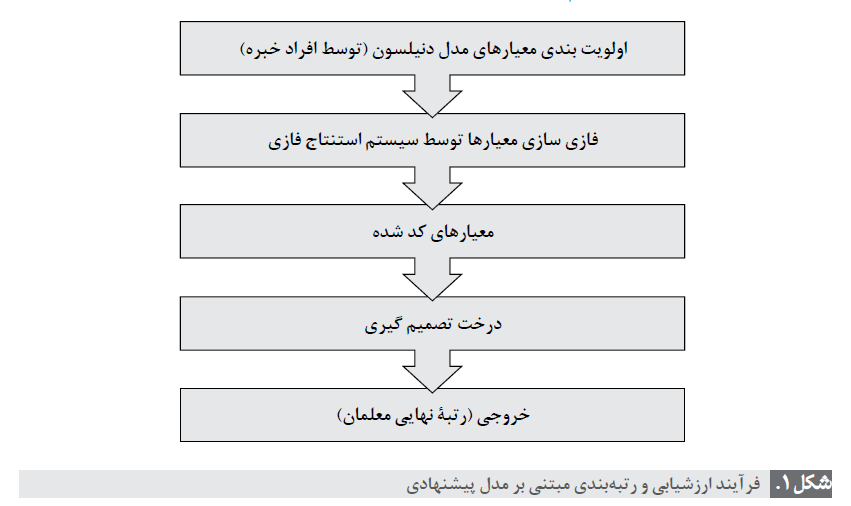 اولویت بندی معیارهای مدل دنیلسون (توسط افراد خبره)
فازی سازی معیارها توسط سیستم استنتاج فازی
معیارهای کد شده
درخت تصمیم گیری
خروجی (رتبهٔ نهایی معلمان)
شکل ۱. فرآیند ارزشیابی و رتبه‌بندی مبتنی بر مدل پیشنهادی